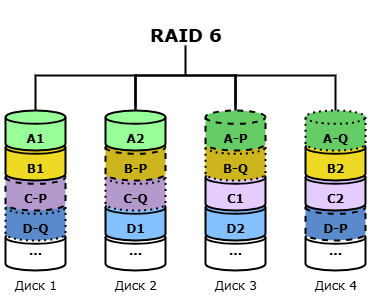 RAID 6
A1 A2 A-P A-Q
B1 B-P B-Q B2
C-P C-Q C1 C2
D-Q D1 D2 D-P
... ... ... ...
Диск 1 Диск 2 Диск 3 Диск 4